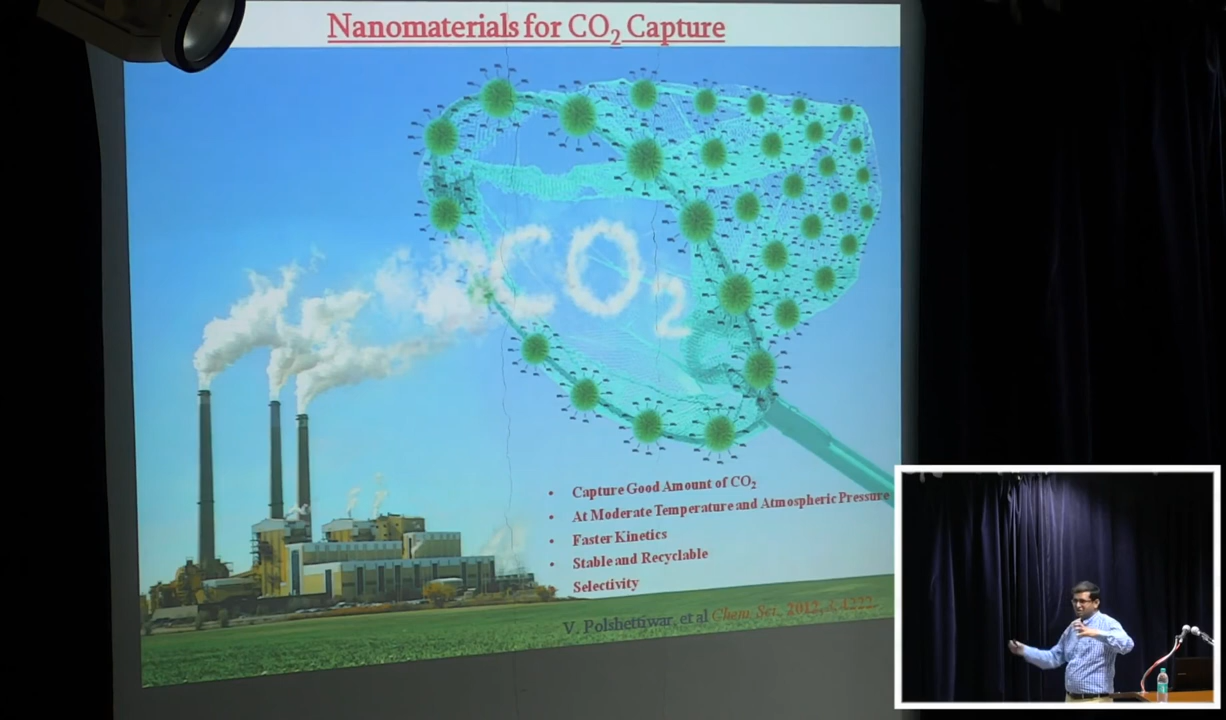 Nanomaterials for CO₂ Capture
CO₂
• Capture Good Amount of CO₂
• At Moderate Temperature and Atmospheric Pressure
• Faster Kinetics
• Stable and Recyclable
Selectivity
V. Polshettiwar, et al Chem. Sci., 2012, 3, 4222.